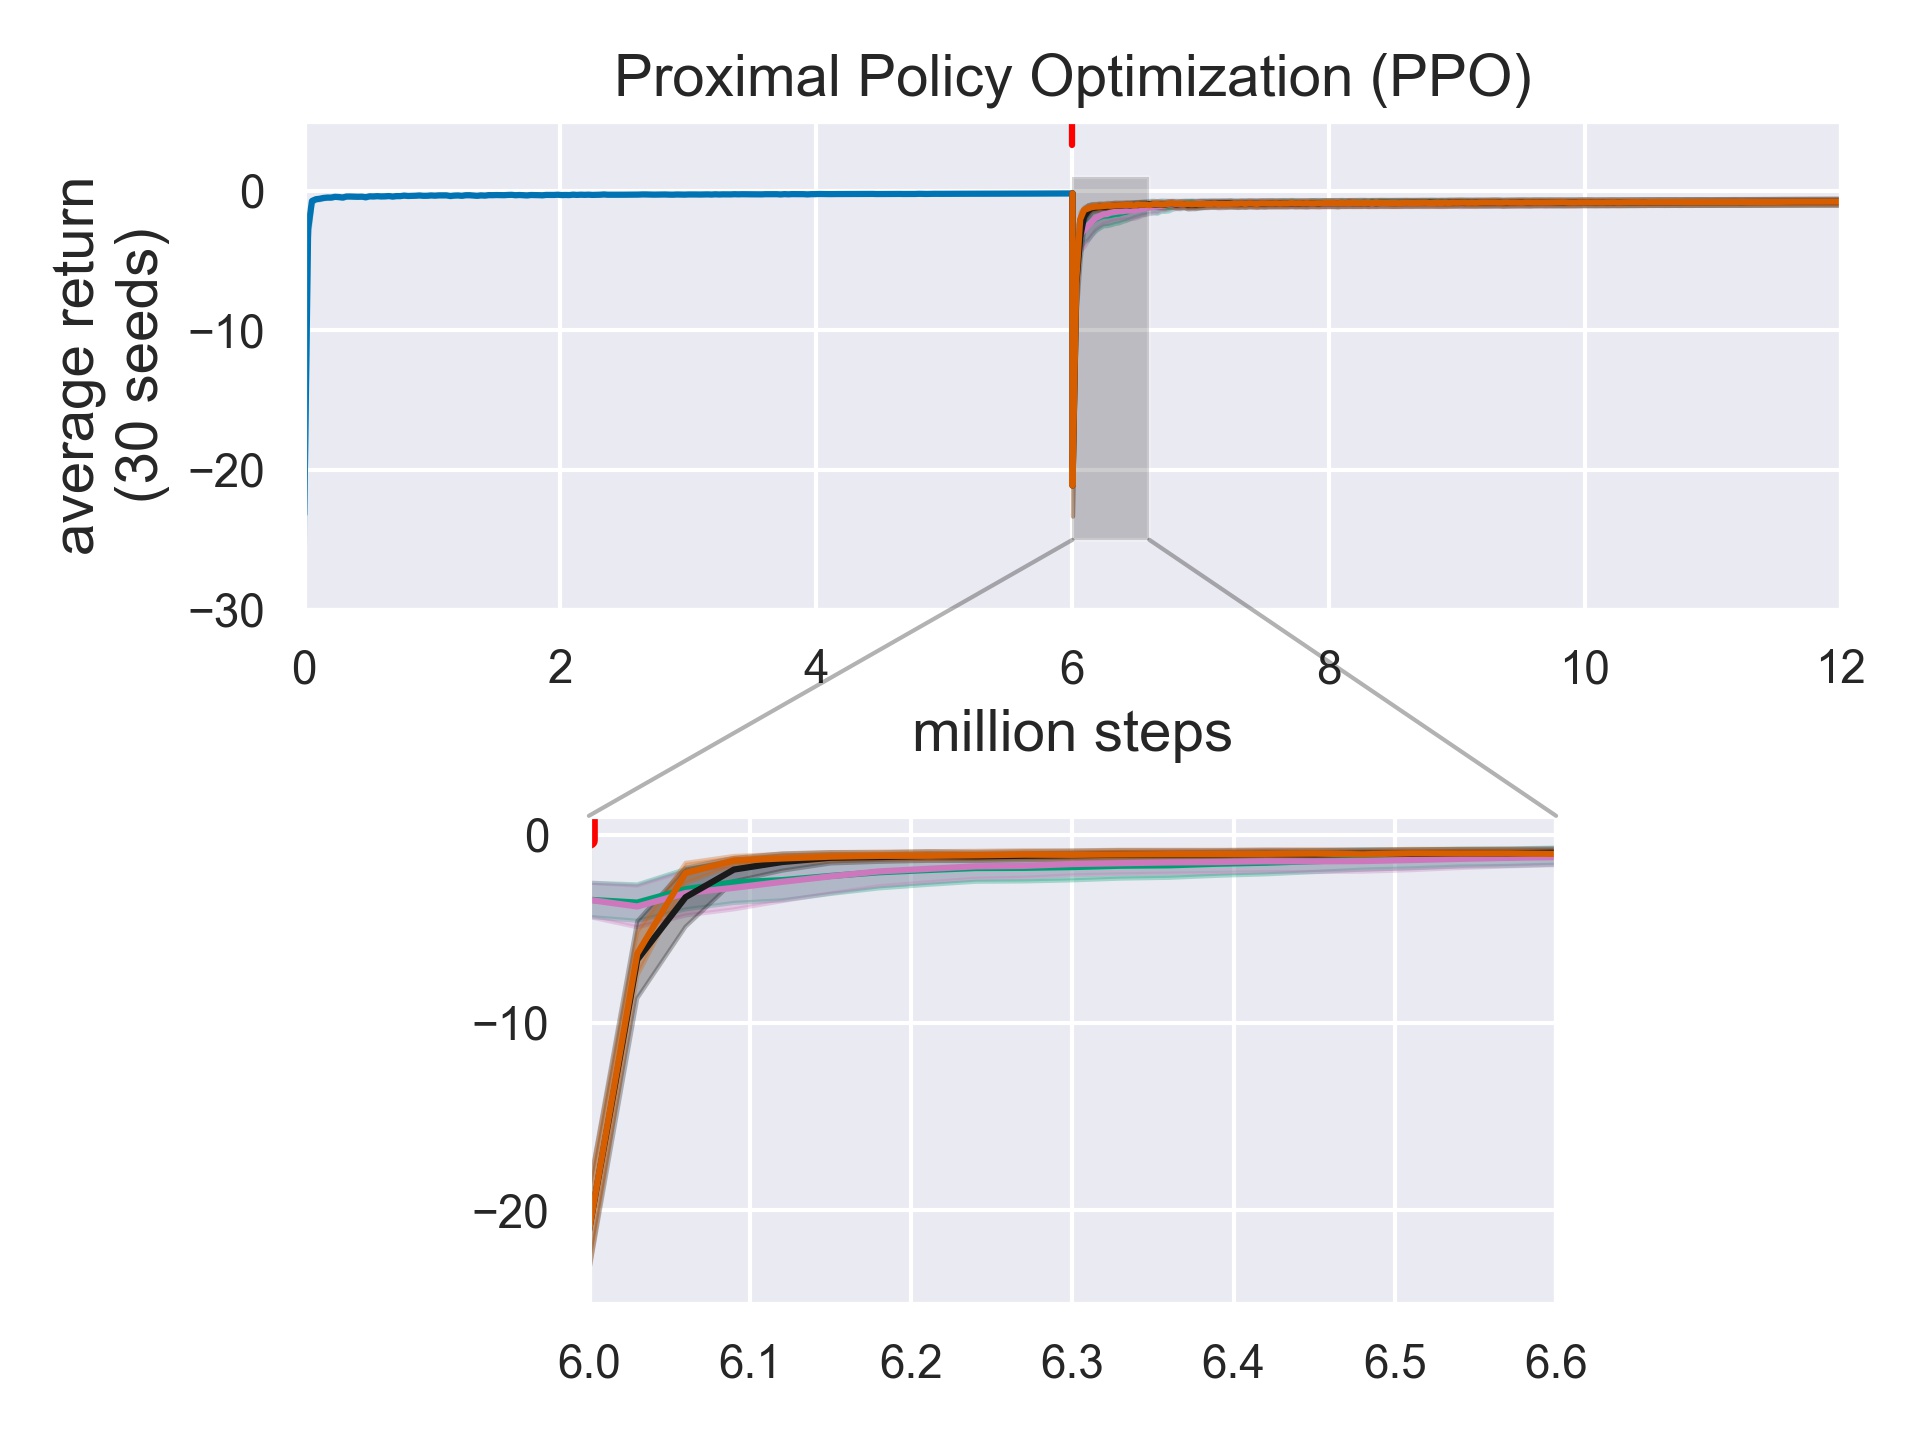 Proximal Policy Optimization (PPO)
average return
(30 seeds)
0
−10
−20
−30
0 2 4 6 8 10 12
million steps
0
−10
−20
6.0 6.1 6.2 6.3 6.4 6.5 6.6